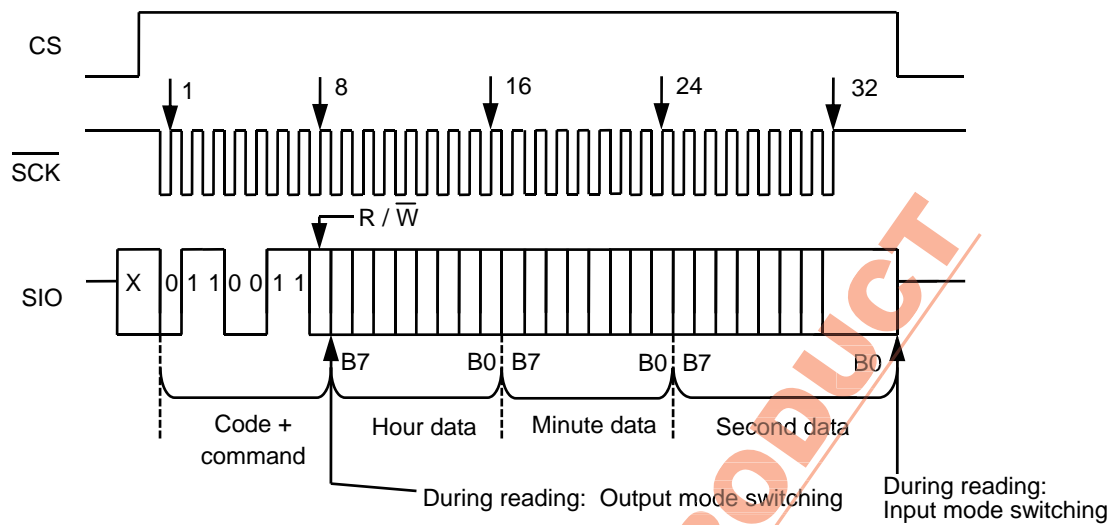 CS
1 8 16 24 32
SCK
R / W
SIO
X 0 1 1 0 0 1 1
B7 B0 B7 B0 B7 B0
Code +
command
Hour data
Minute data
Second data
During reading: Output mode switching
During reading:
Input mode switching
PRODUCT